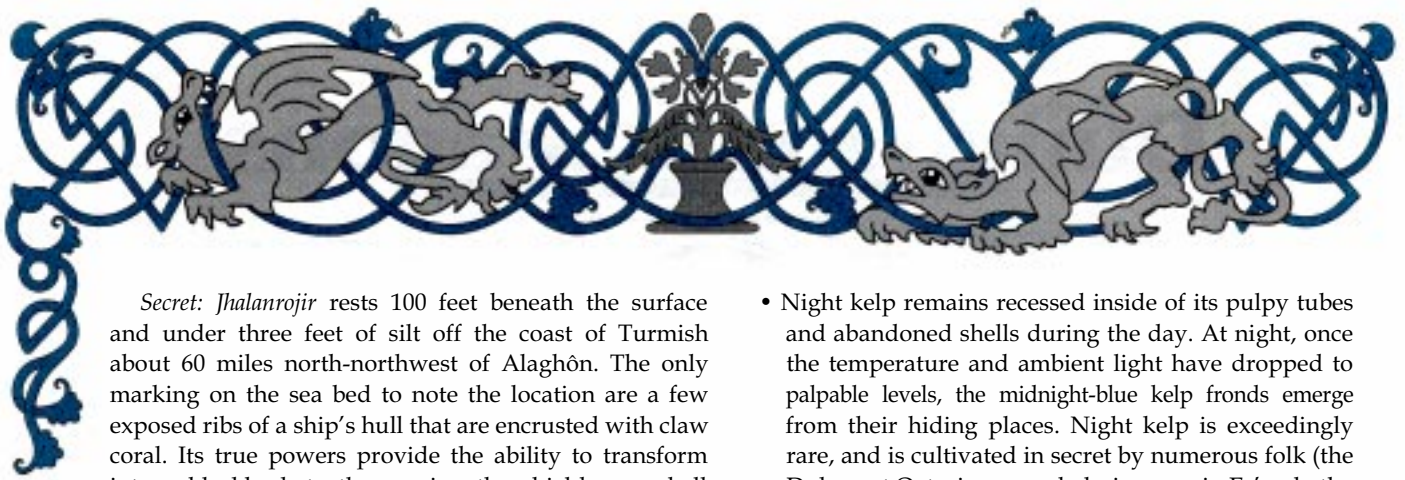 Secret: Jhalanrojir rests 100 feet beneath the surface
and under three feet of silt off the coast of Turmish
about 60 miles north-northwest of Alaghôn. The only
marking on the sea bed to note the location are a few
exposed ribs of a ship's hull that are encrusted with claw
coral. Its true powers provide the ability to transform
• Night kelp remains recessed inside of its pulpy tubes
and abandoned shells during the day. At night, once
the temperature and ambient light have dropped to
palpable levels, the midnight-blue kelp fronds emerge
from their hiding places. Night kelp is exceedingly
rare, and is cultivated in secret by numerous folk (the